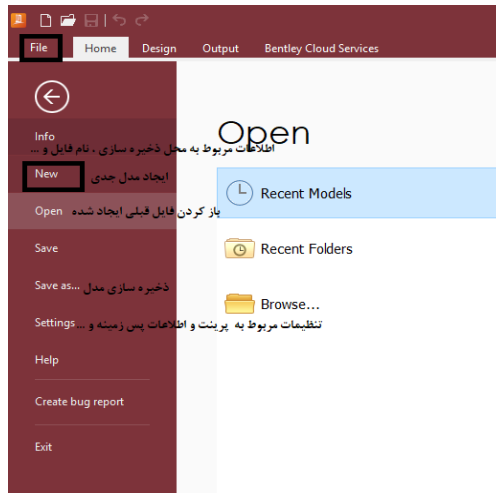 File Home Design Output Bentley Cloud Services
Open
Info
اطلاعات مربوط به محل ذخیره سازی ، نام فایل و ...
New ایجاد مدل جدی
Recent Models
Open باز کردن فایل قبلی ایجاد شده
Save
Recent Folders
Save as... ذخیره سازی مدل
Browse...
Settings تنظیمات مربوط به پرینت و اطلاعات پس زمینه و ...
Help
Create bug report
Exit